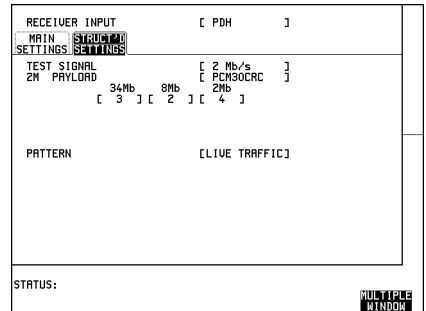 RECEIVER INPUT [ PDH ]
MAIN SETTINGS STRUCT'D SETTINGS
TEST SIGNAL [ 2 Mb/s ]
2M PAYLOAD [ PCM30CRC ]
34Mb 8Mb 2Mb
[ 3 ] [ 2 ] [ 4 ]
PATTERN [LIVE TRAFFIC]
STATUS:
MULTIPLE
WINDOW